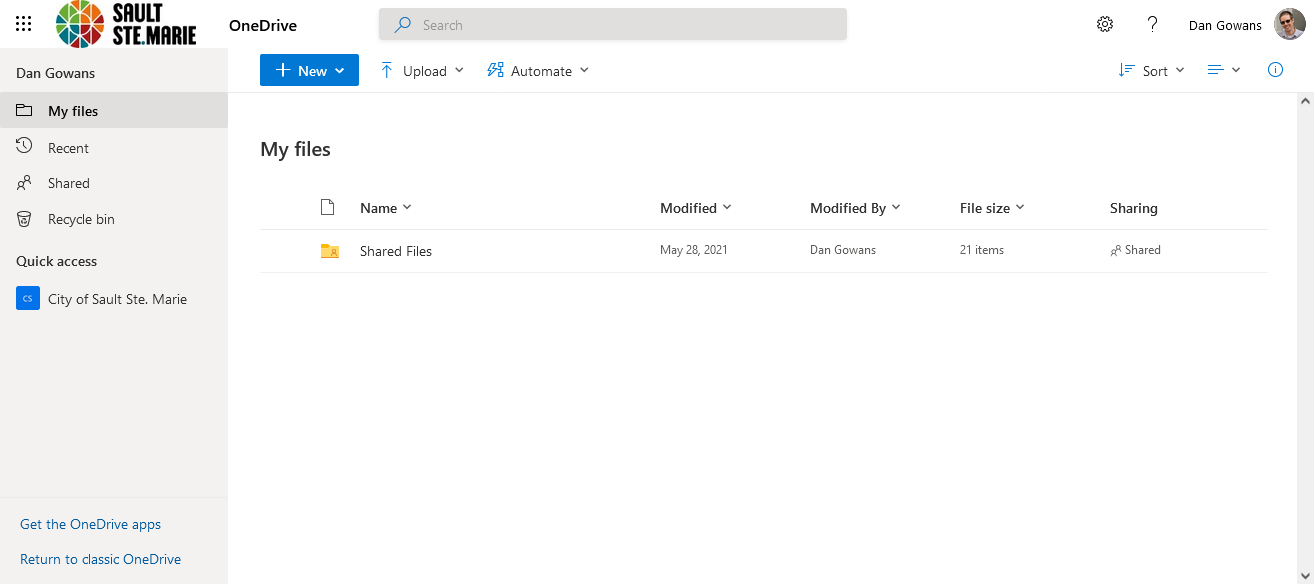 SAULT
STE.MARIE
OneDrive
Search
?
Dan Gowans
Dan Gowans
My files
Recent
Shared
Recycle bin
Quick access
CS City of Sault Ste. Marie
Get the OneDrive apps
Return to classic OneDrive
New Upload Automate Sort
My files
Name Modified Modified By File size Sharing
Shared Files May 28, 2021 Dan Gowans 21 items Shared